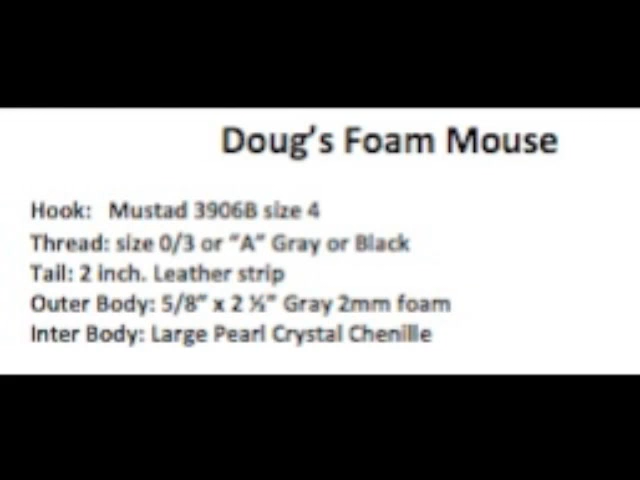 Doug's Foam Mouse
Hook: Mustad 3906B size 4
Thread: size 0/3 or "A" Gray or Black
Tail: 2 inch. Leather strip
Outer Body: 5/8" x 2 ½" Gray 2mm foam
Inter Body: Large Pearl Crystal Chenille